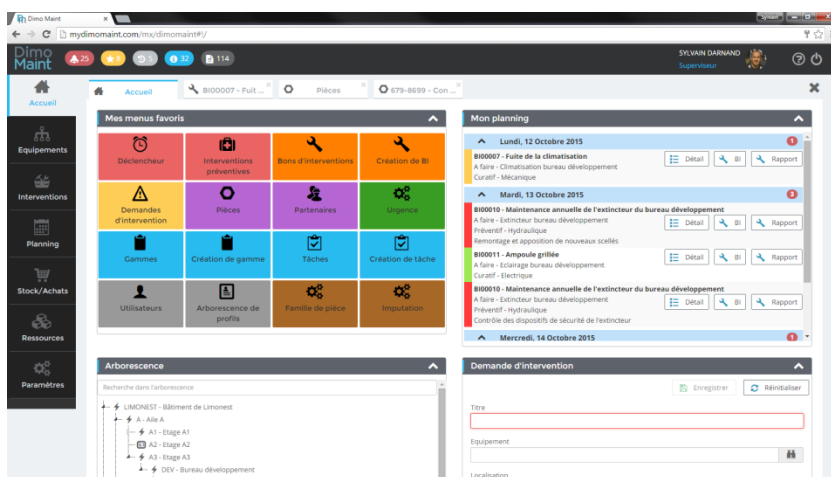 Dimo Maint
mydimomaint.com/mx/dimomaint#/
Dimo
Maint
25
8
5
32
114
SYLVAIN DARNAND
Superviseur
Accueil
Equipements
Interventions
Planning
Stock/Achats
Ressources
Paramètres
Accueil
BI00007 - Fuit ...
Pièces
679-8699 - Con ...
Mes menus favoris
Déclencheur
Interventions préventives
Bons d'interventions
Création de BI
Demandes d'intervention
Pièces
Partenaires
Urgence
Gammes
Création de gamme
Tâches
Création de tâche
Utilisateurs
Arborescence de profils
Famille de pièce
Imputation
Mon planning
Lundi, 12 Octobre 2015
1
BI00007 - Fuite de la climatisation
A faire - Climatisation bureau développement
Curatif - Mécanique
Détail BI Rapport
Mardi, 13 Octobre 2015
3
BI00010 - Maintenance annuelle de l'extincteur du bureau développement
A faire - Extincteur bureau développement
Préventif - Hydraulique
Remontage et apposition de nouveaux scellés
Détail BI Rapport
BI00011 - Ampoule grillée
A faire - Eclairage bureau développement
Curatif - Electrique
Détail BI Rapport
BI00010 - Maintenance annuelle de l'extincteur du bureau développement
A faire - Extincteur bureau développement
Préventif - Hydraulique
Contrôle des dispositifs de sécurité de l'extincteur
Détail BI Rapport
Mercredi, 14 Octobre 2015
1
Arborescence
Recherche dans l'arborescence
LIMONEST - Bâtiment de Limonest
A - Aile A
A1 - Etage A1
A2 - Etage A2
A3 - Etage A3
DEV - Bureau développement
Demande d'intervention
Enregistrer
Réinitialiser
Titre
Equipement
Localisation